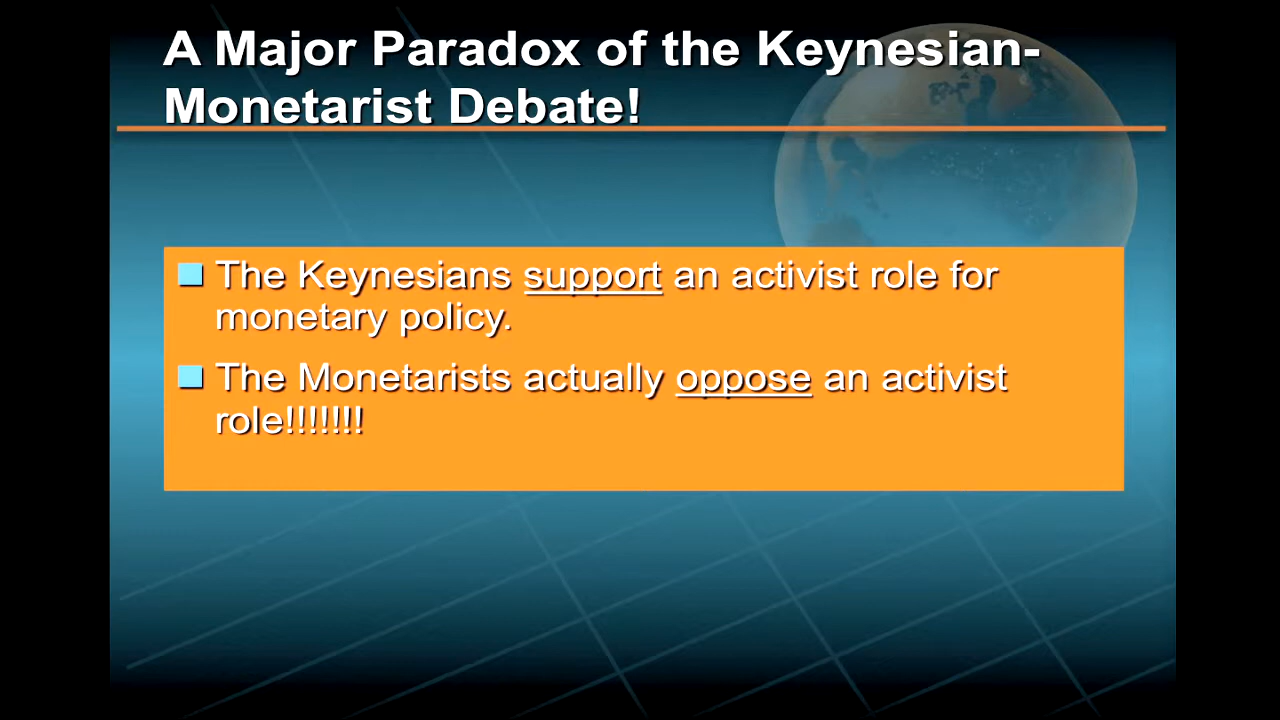 A Major Paradox of the Keynesian-
Monetarist Debate!
The Keynesians support an activist role for
monetary policy.
The Monetarists actually oppose an activist
role!!!!!!!